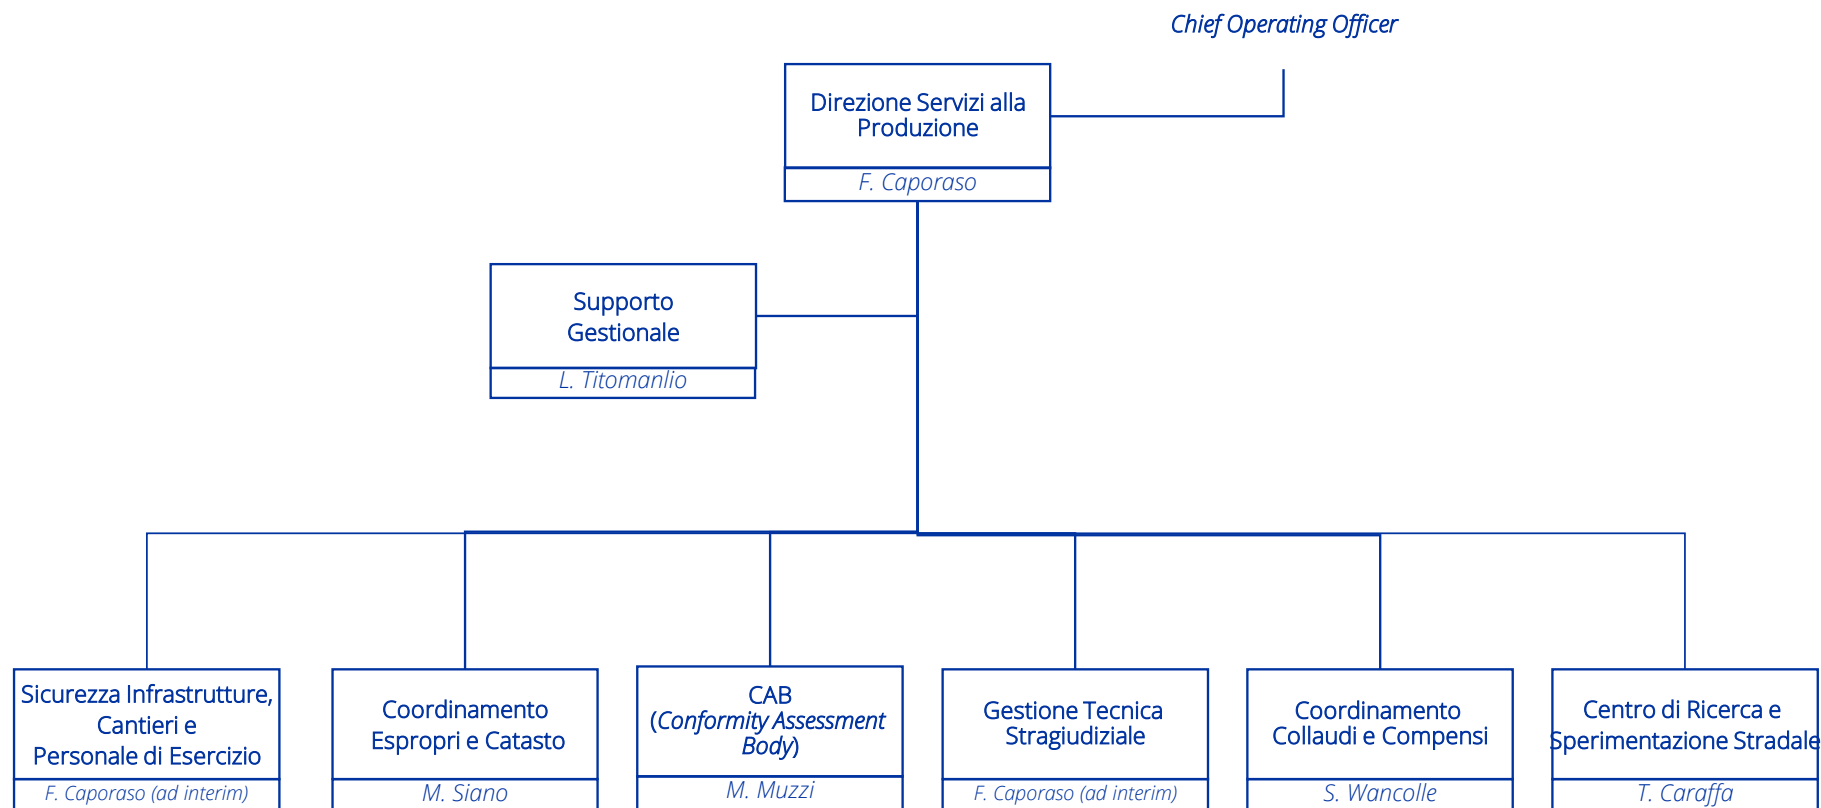 Chief Operating Officer
Direzione Servizi alla
Produzione
F. Caporaso
Supporto
Gestionale
L. Titomanlio
Sicurezza Infrastrutture,
Cantieri e
Personale di Esercizio
F. Caporaso (ad interim)
Coordinamento
Espropri e Catasto
M. Siano
CAB
(Conformity Assessment
Body)
M. Muzzi
Gestione Tecnica
Stragiudiziale
F. Caporaso (ad interim)
Coordinamento
Collaudi e Compensi
S. Wancolle
Centro di Ricerca e
Sperimentazione Stradale
T. Caraffa